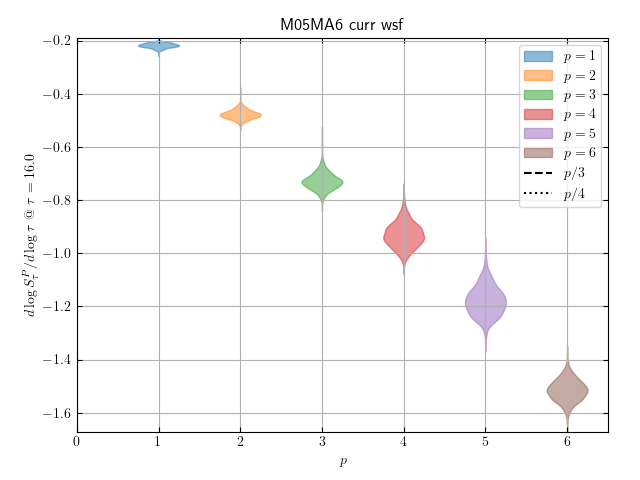 M05MA6 curr wsf
d log S_τ^P / d log τ @ τ = 16.0
−0.2
−0.4
−0.6
−0.8
−1.0
−1.2
−1.4
−1.6
0
1
2
3
4
5
6
p
p = 1
p = 2
p = 3
p = 4
p = 5
p = 6
p/3
p/4